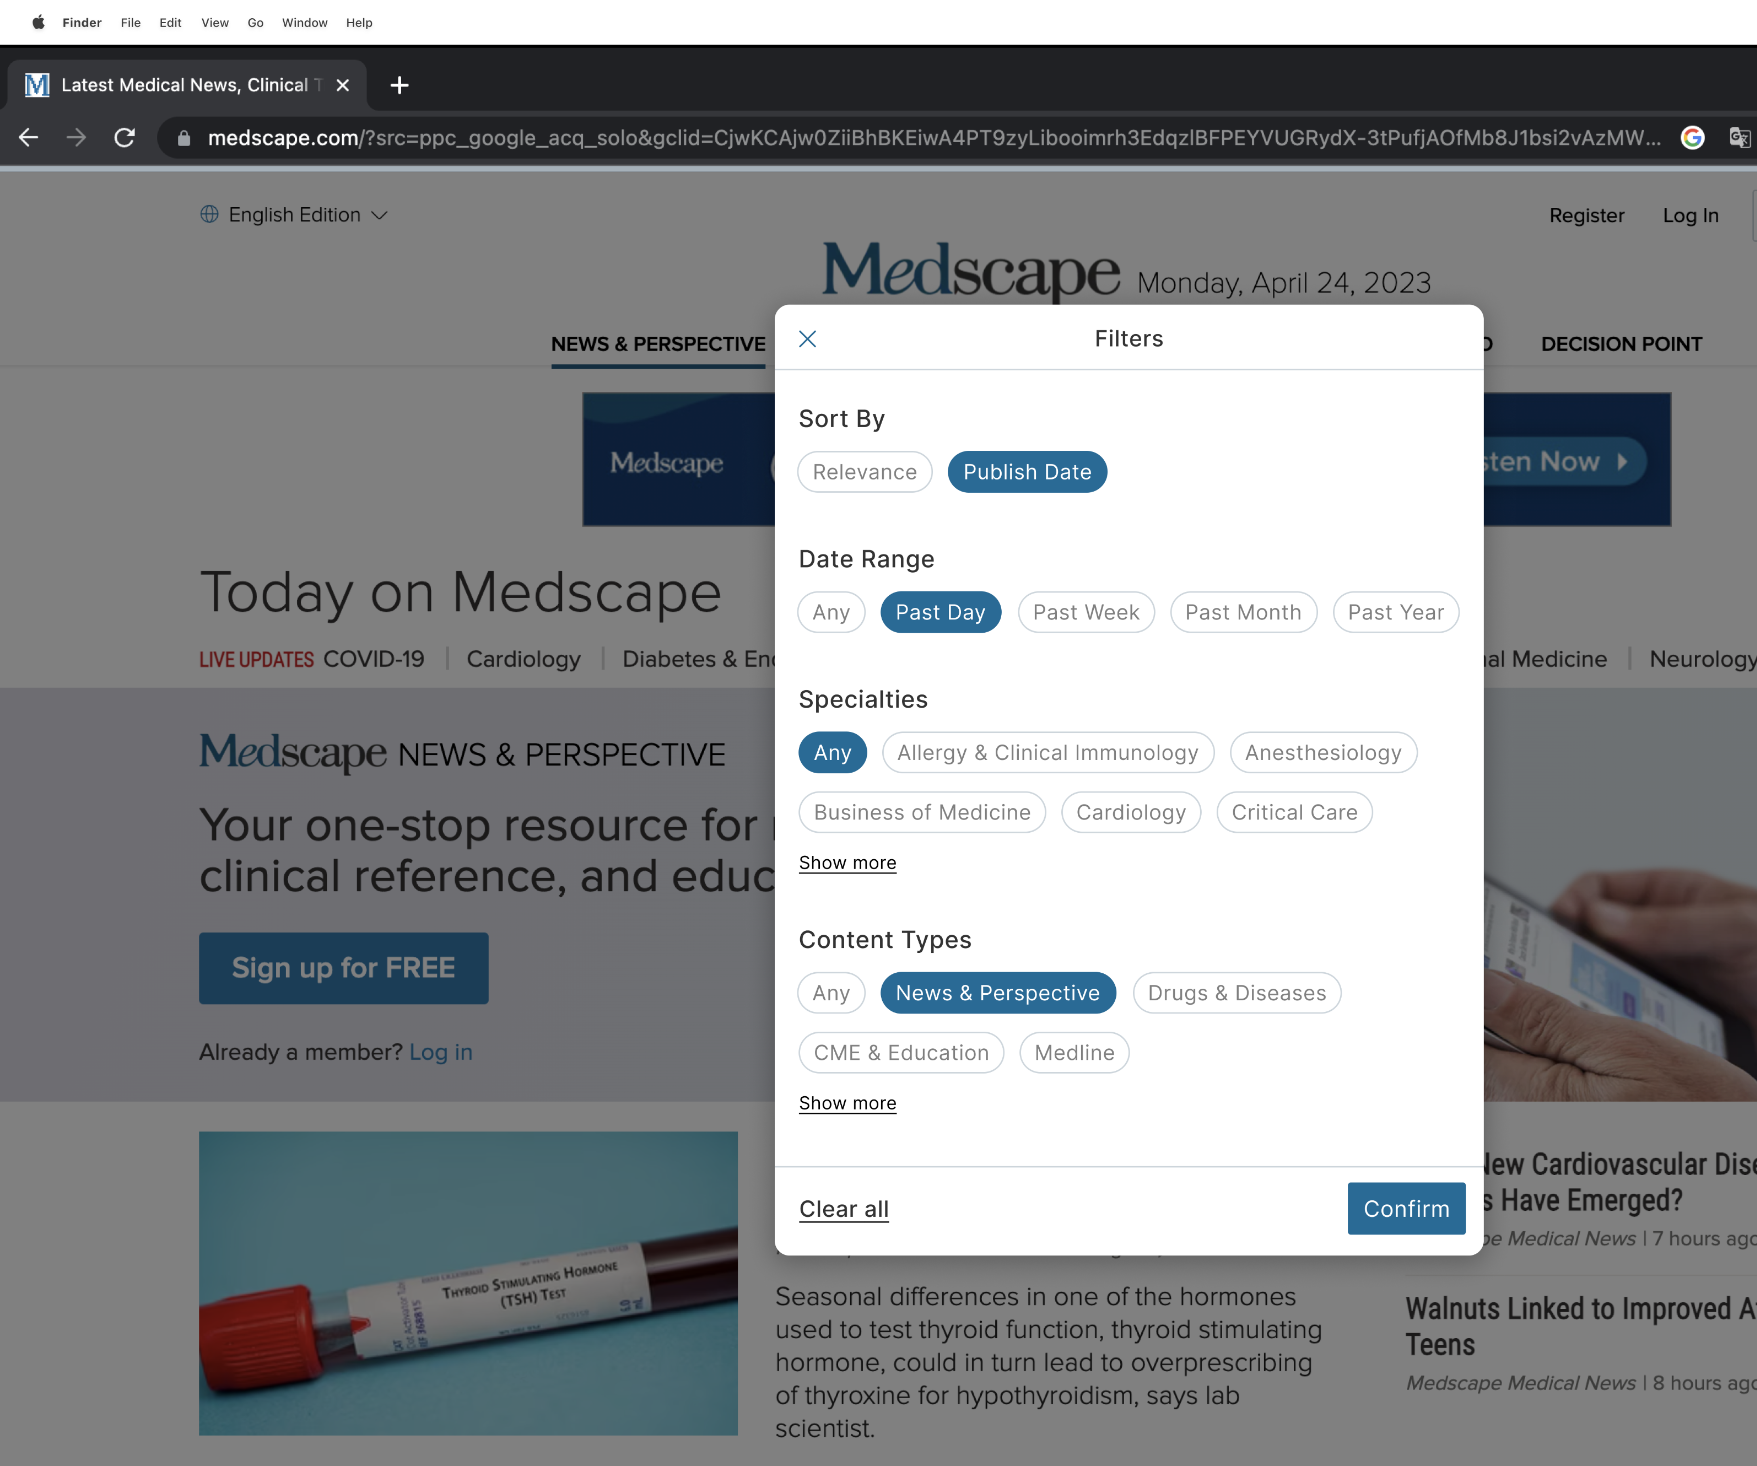 Finder File Edit View Go Window Help
Latest Medical News, Clinical T
medscape.com/?src=ppc_google_acq_solo&gclid=CjwKCAjw0ZiiBhBKEiwA4PT9zyLibooimrh3EdqzlBFPEYVUGRydX-3tPufjAOfMb8J1bsi2vAzMW...
English Edition
Register Log In
Medscape Monday, April 24, 2023
NEWS & PERSPECTIVE
DECISION POINT
Medscape
sten Now
Filters
Sort By
Relevance Publish Date
Date Range
Any Past Day Past Week Past Month Past Year
Specialties
Any Allergy & Clinical Immunology Anesthesiology
Business of Medicine Cardiology Critical Care
Show more
Content Types
Any News & Perspective Drugs & Diseases
CME & Education Medline
Show more
Clear all Confirm
Today on Medscape
LIVE UPDATES COVID-19 | Cardiology | Diabetes & En
al Medicine | Neurology
Medscape NEWS & PERSPECTIVE
Your one-stop resource for
clinical reference, and educ
Sign up for FREE
Already a member? Log in
THYROID STIMULATING HORMONE
(TSH) TEST
Seasonal differences in one of the hormones
used to test thyroid function, thyroid stimulating
hormone, could in turn lead to overprescribing
of thyroxine for hypothyroidism, says lab
scientist.
New Cardiovascular Dise
s Have Emerged?
pe Medical News | 7 hours ago
Walnuts Linked to Improved A
Teens
Medscape Medical News | 8 hours ago